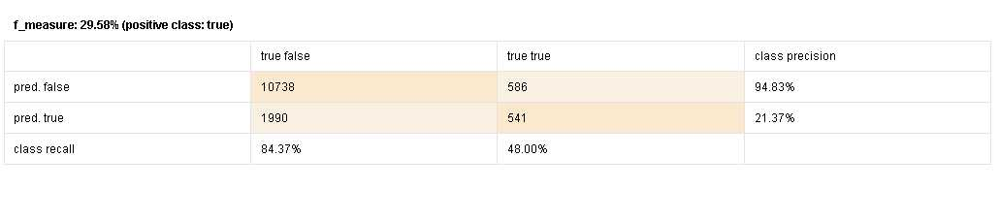 f_measure: 29.58% (positive class: true)
true false true true class precision
pred. false 10738 586 94.83%
pred. true 1990 541 21.37%
class recall 84.37% 48.00%